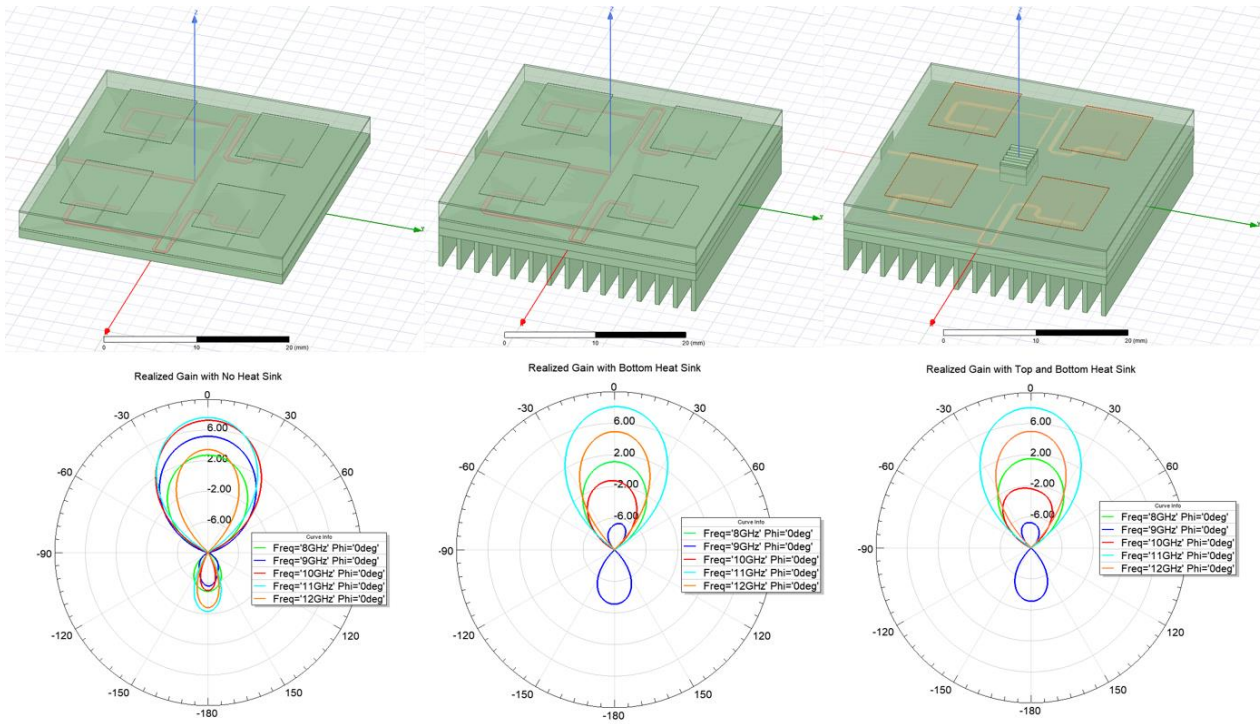 Z
Z
Z
Y
Y
Y
0 10 20 (mm)
0 10 20 (mm)
0 10 20 (mm)
Realized Gain with No Heat Sink
0
-30 30
-60 60
-90
-120 120
-150 150
-180
6.00
2.00
-2.00
-6.00
Curve Info
Freq='8GHz' Phi='0deg'
Freq='9GHz' Phi='0deg'
Freq='10GHz' Phi='0deg'
Freq='11GHz' Phi='0deg'
Freq='12GHz' Phi='0deg'
Realized Gain with Bottom Heat Sink
0
-30 30
-60 60
-90
-120 120
-150 150
-180
6.00
2.00
-2.00
-6.00
Curve Info
Freq='8GHz' Phi='0deg'
Freq='9GHz' Phi='0deg'
Freq='10GHz' Phi='0deg'
Freq='11GHz' Phi='0deg'
Freq='12GHz' Phi='0deg'
Realized Gain with Top and Bottom Heat Sink
0
-30 30
-60 60
-90
-120 120
-150 150
-180
6.00
2.00
-2.00
-6.00
Curve Info
Freq='8GHz' Phi='0deg'
Freq='9GHz' Phi='0deg'
Freq='10GHz' Phi='0deg'
Freq='11GHz' Phi='0deg'
Freq='12GHz' Phi='0deg'